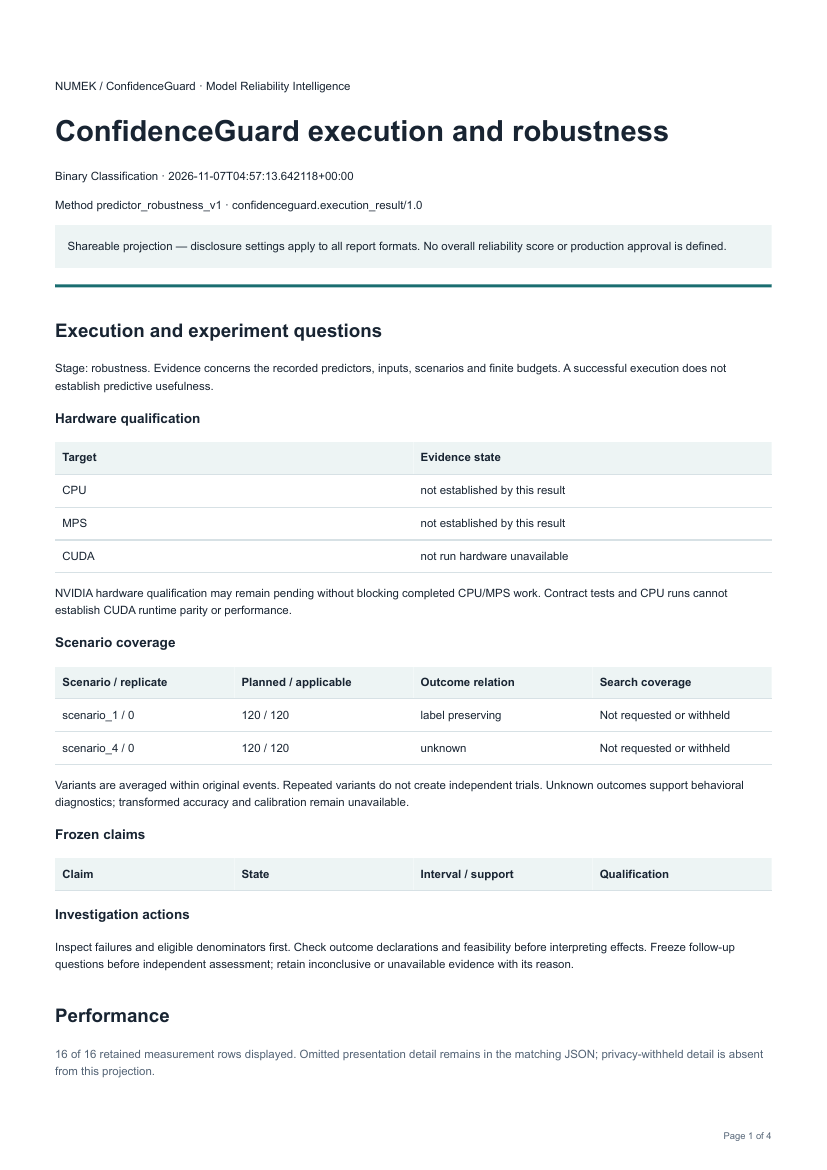 NUMEK / ConfidenceGuard · Model Reliability Intelligence
ConfidenceGuard execution and robustness
Binary Classification · 2026-11-07T04:57:13.642118+00:00
Method predictor_robustness_v1 · confidenceguard.execution_result/1.0
Shareable projection — disclosure settings apply to all report formats. No overall reliability score or production approval is defined.
Execution and experiment questions
Stage: robustness. Evidence concerns the recorded predictors, inputs, scenarios and finite budgets. A successful execution does not
establish predictive usefulness.
Hardware qualification
Target Evidence state
CPU not established by this result
MPS not established by this result
CUDA not run hardware unavailable
NVIDIA hardware qualification may remain pending without blocking completed CPU/MPS work. Contract tests and CPU runs cannot
establish CUDA runtime parity or performance.
Scenario coverage
Scenario / replicate Planned / applicable Outcome relation Search coverage
scenario_1 / 0 120 / 120 label preserving Not requested or withheld
scenario_4 / 0 120 / 120 unknown Not requested or withheld
Variants are averaged within original events. Repeated variants do not create independent trials. Unknown outcomes support behavioral
diagnostics; transformed accuracy and calibration remain unavailable.
Frozen claims
Claim State Interval / support Qualification
Investigation actions
Inspect failures and eligible denominators first. Check outcome declarations and feasibility before interpreting effects. Freeze follow-up
questions before independent assessment; retain inconclusive or unavailable evidence with its reason.
Performance
16 of 16 retained measurement rows displayed. Omitted presentation detail remains in the matching JSON; privacy-withheld detail is absent
from this projection.
Page 1 of 4